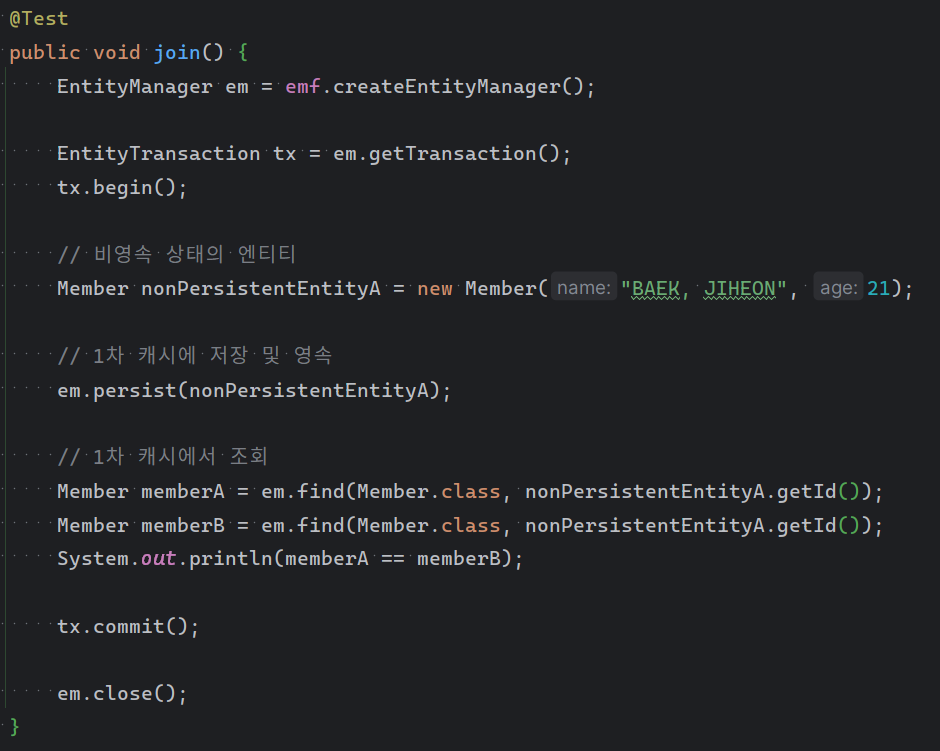 @Test
public void join() {
EntityManager em = emf.createEntityManager();
EntityTransaction tx = em.getTransaction();
tx.begin();
// 비영속 상태의 엔티티
Member nonPersistentEntityA = new Member( name: "BAEK, JIHEON", age: 21);
// 1차 캐시에 저장 및 영속
em.persist(nonPersistentEntityA);
// 1차 캐시에서 조회
Member memberA = em.find(Member.class, nonPersistentEntityA.getId());
Member memberB = em.find(Member.class, nonPersistentEntityA.getId());
System.out.println(memberA == memberB);
tx.commit();
em.close();
}